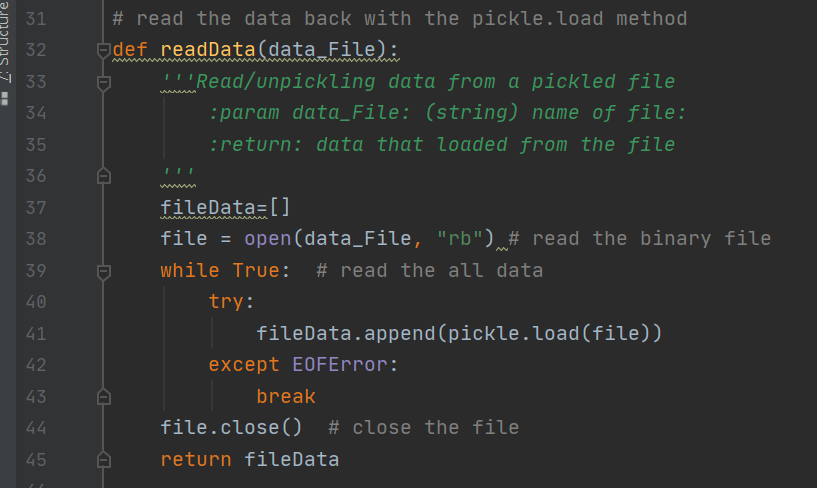 7: Structure
31 # read the data back with the pickle.load method
32 def readData(data_File):
33     '''Read/unpickling data from a pickled file
34         :param data_File: (string) name of file:
35         :return: data that loaded from the file
36     '''
37     fileData=[]
38     file = open(data_File, "rb") # read the binary file
39     while True:  # read the all data
40         try:
41             fileData.append(pickle.load(file))
42         except EOFError:
43             break
44     file.close()  # close the file
45     return fileData